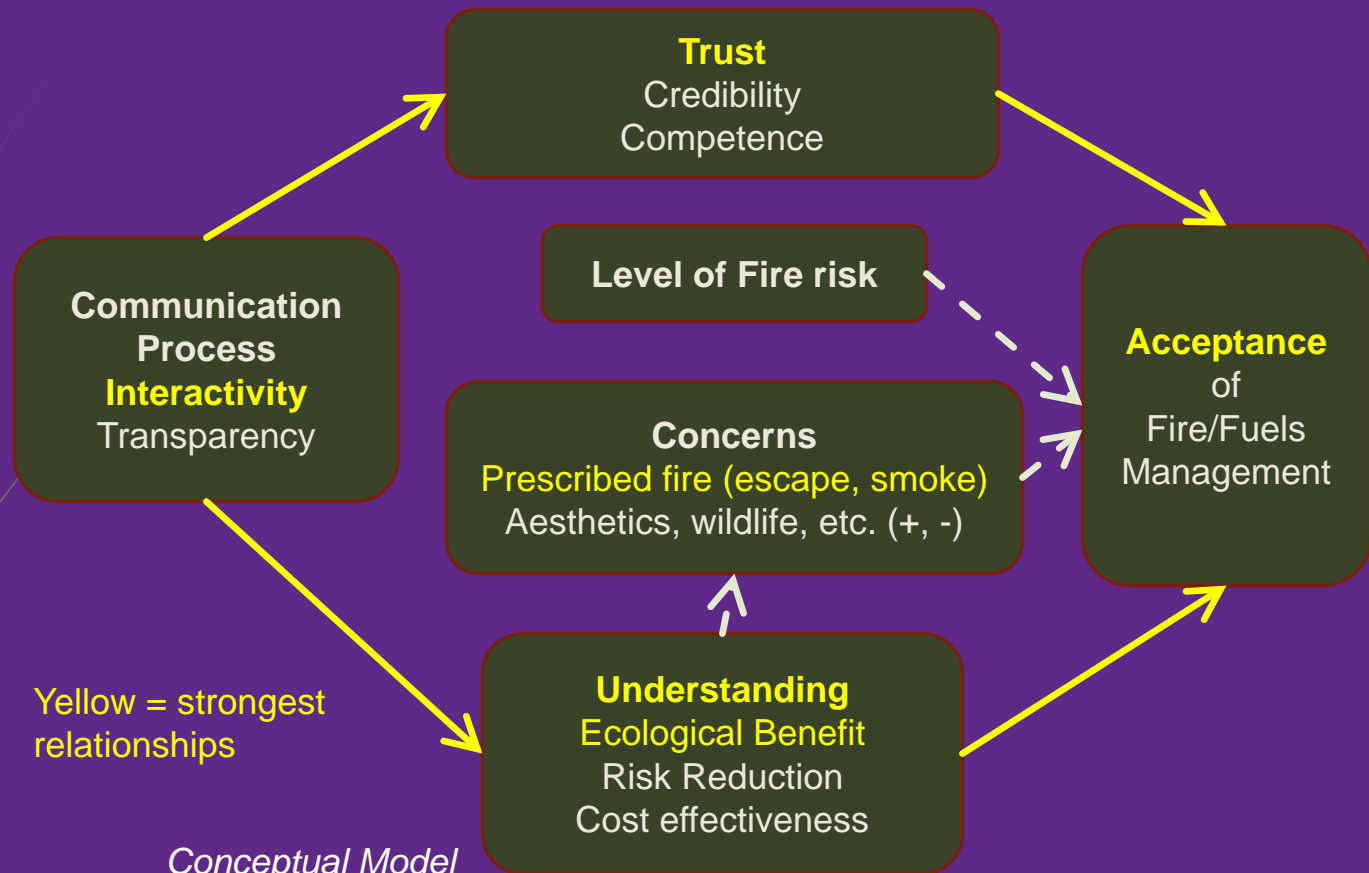 Trust
Credibility
Competence
Level of Fire risk
Communication
Process
Interactivity
Transparency
Acceptance
of
Fire/Fuels
Management
Concerns
Prescribed fire (escape, smoke)
Aesthetics, wildlife, etc. (+, -)
Understanding
Ecological Benefit
Risk Reduction
Cost effectiveness
Yellow = strongest
relationships
Conceptual Model